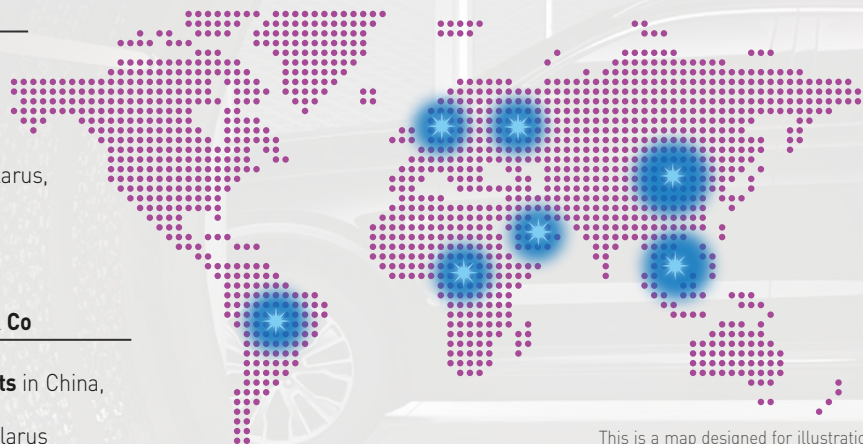 arus,
Co
ts in China,
larus
This is a map designed for illustratio